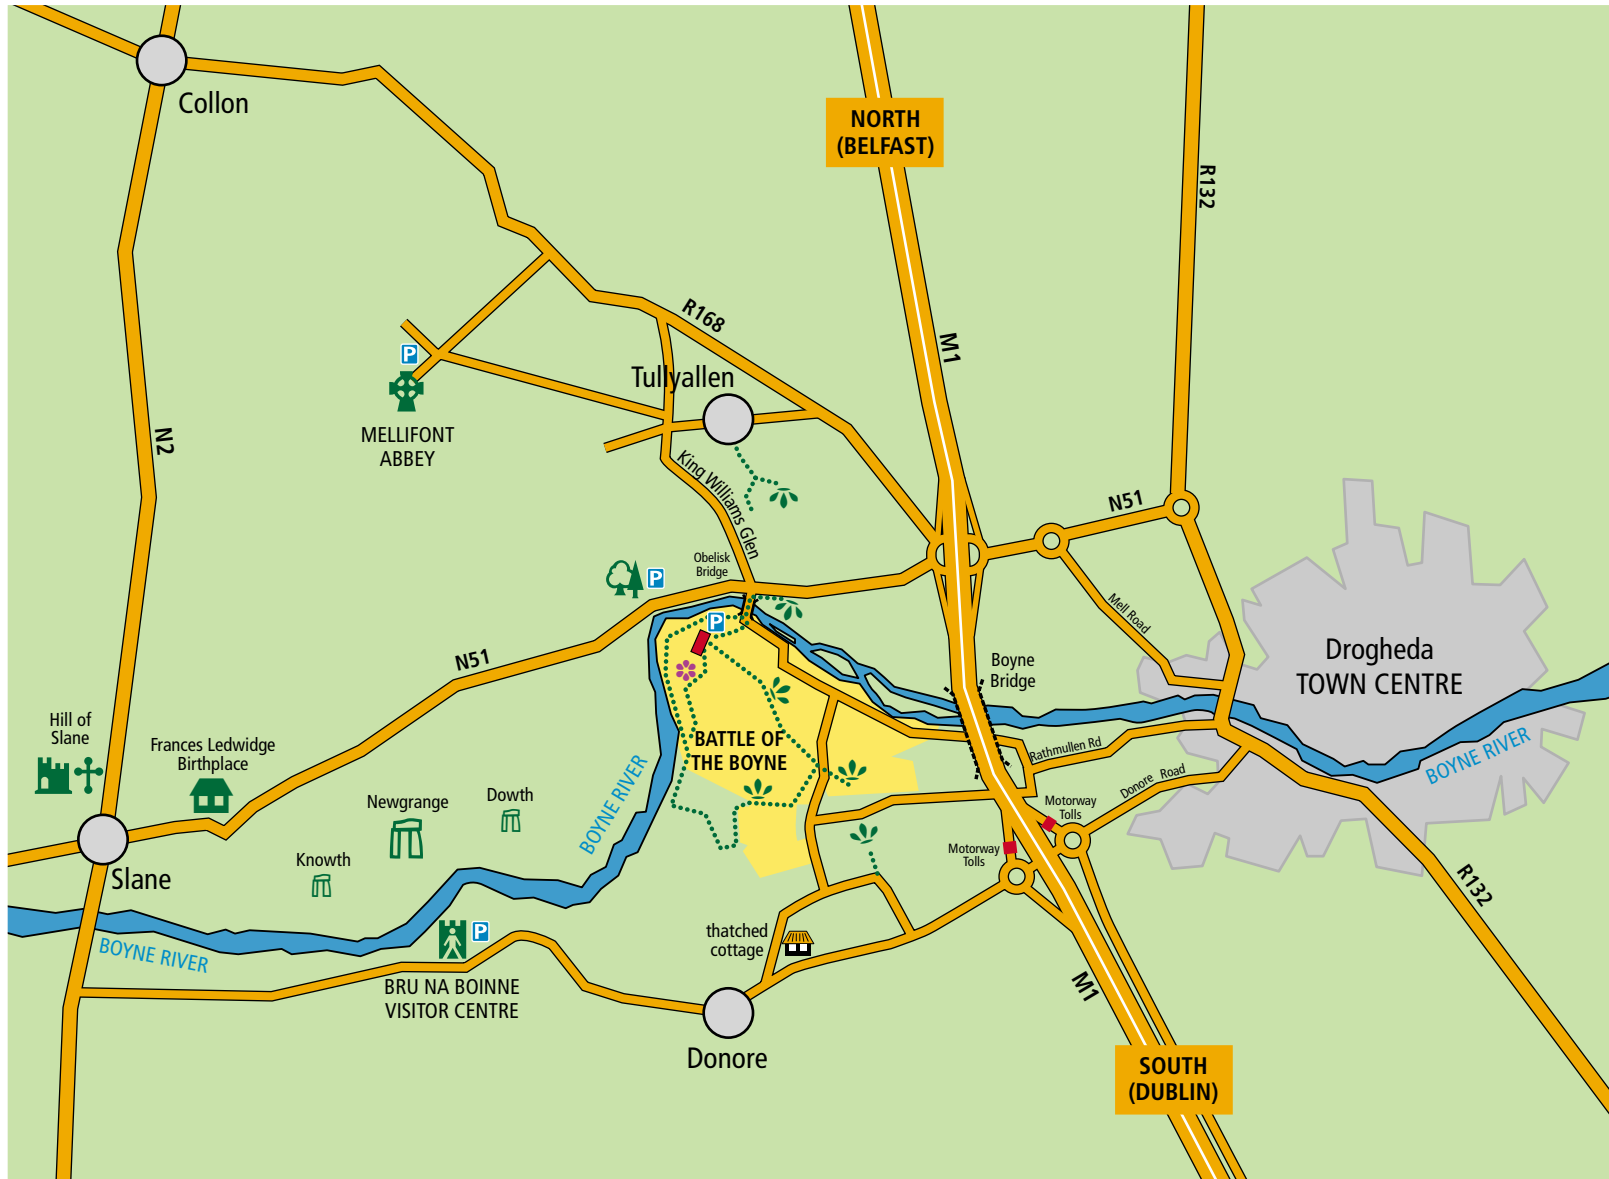 Collon
NORTH
(BELFAST)
R132
R168
M1
Tullyallen
P
MELLIFONT
ABBEY
N2
King Williams Glen
N51
Obelisk
Bridge
P
Mell Road
P
Drogheda
TOWN CENTRE
N51
Boyne
Bridge
Hill of
Slane
Frances Ledwidge
Birthplace
BATTLE OF
THE BOYNE
Rathmullen Rd
BOYNE RIVER
Donore Road
BOYNE RIVER
Newgrange
Dowth
Motorway
Tolls
Motorway
Tolls
Knowth
Slane
R132
P
thatched
cottage
BOYNE RIVER
BRU NA BOINNE
VISITOR CENTRE
M1
Donore
SOUTH
(DUBLIN)